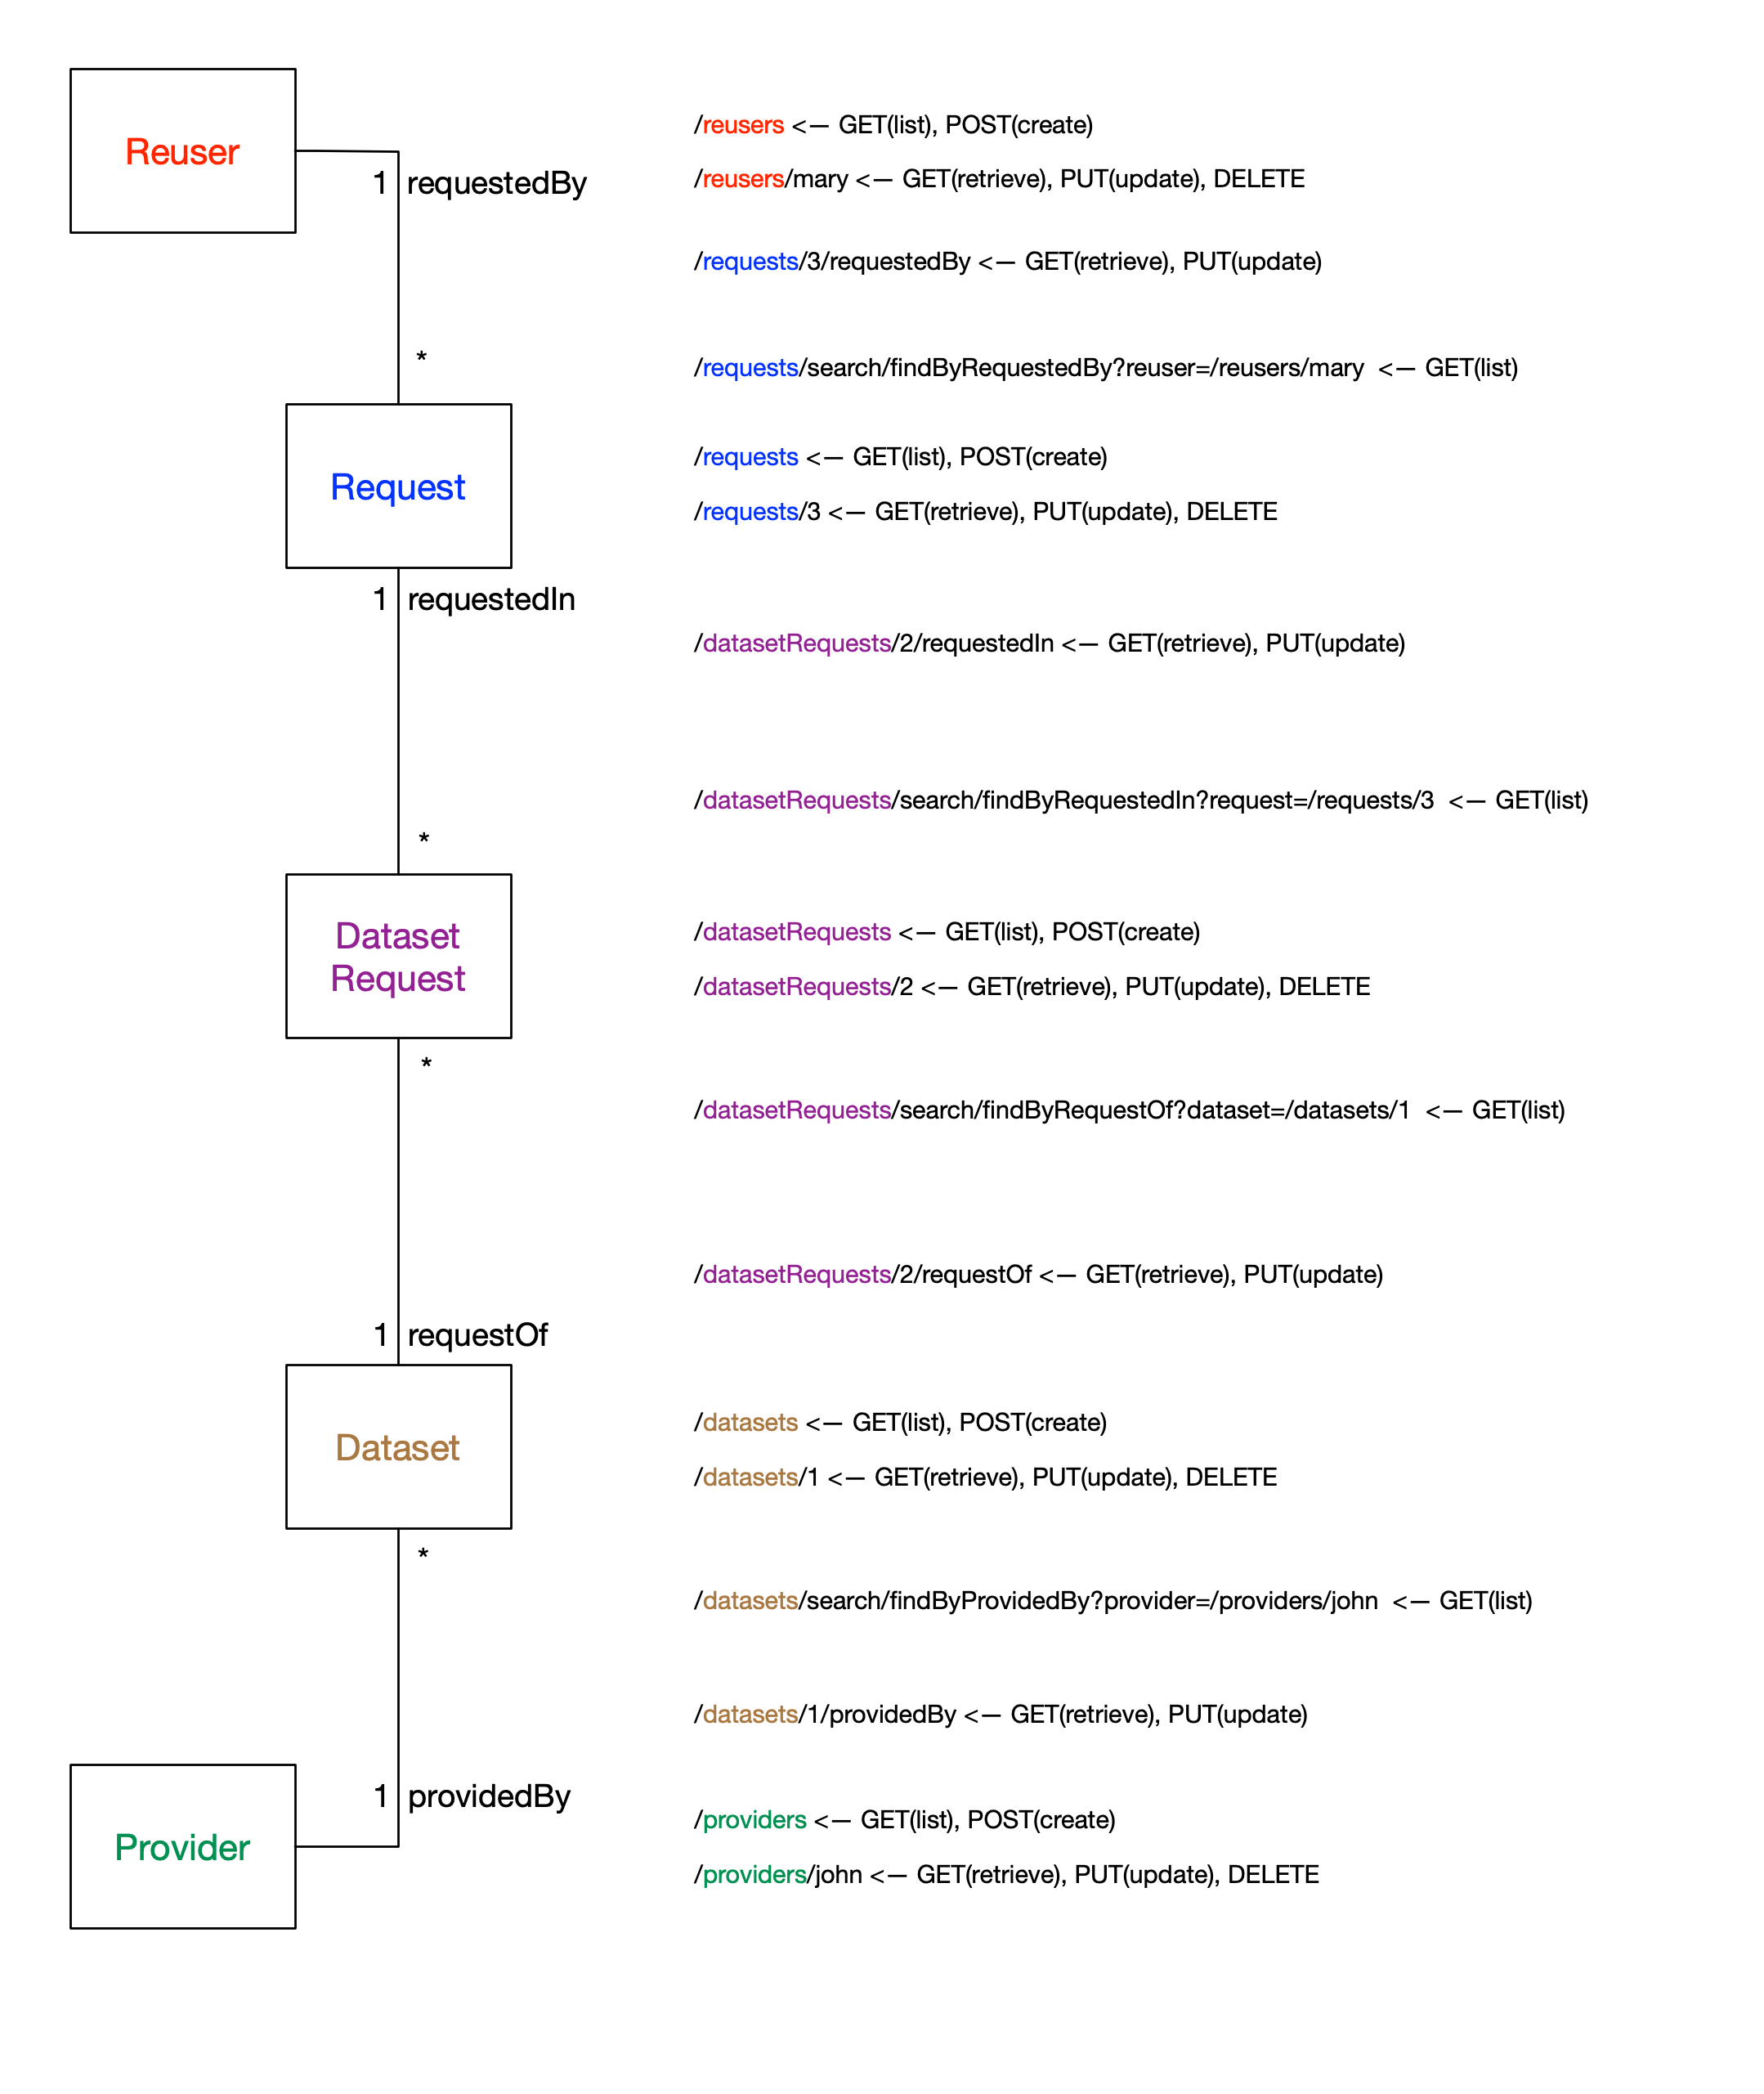 Reuser
/reusers <— GET(list), POST(create)
/reusers/mary <— GET(retrieve), PUT(update), DELETE
1 requestedBy
/requests/3/requestedBy <— GET(retrieve), PUT(update)
*
/requests/search/findByRequestedBy?reuser=/reusers/mary <— GET(list)
Request
/requests <— GET(list), POST(create)
/requests/3 <— GET(retrieve), PUT(update), DELETE
1 requestedIn
/datasetRequests/2/requestedIn <— GET(retrieve), PUT(update)
/datasetRequests/search/findByRequestedIn?request=/requests/3 <— GET(list)
*
Dataset
Request
/datasetRequests <— GET(list), POST(create)
/datasetRequests/2 <— GET(retrieve), PUT(update), DELETE
*
/datasetRequests/search/findByRequestOf?dataset=/datasets/1 <— GET(list)
/datasetRequests/2/requestOf <— GET(retrieve), PUT(update)
1 requestOf
Dataset
/datasets <— GET(list), POST(create)
/datasets/1 <— GET(retrieve), PUT(update), DELETE
*
/datasets/search/findByProvidedBy?provider=/providers/john <— GET(list)
/datasets/1/providedBy <— GET(retrieve), PUT(update)
1 providedBy
Provider
/providers <— GET(list), POST(create)
/providers/john <— GET(retrieve), PUT(update), DELETE